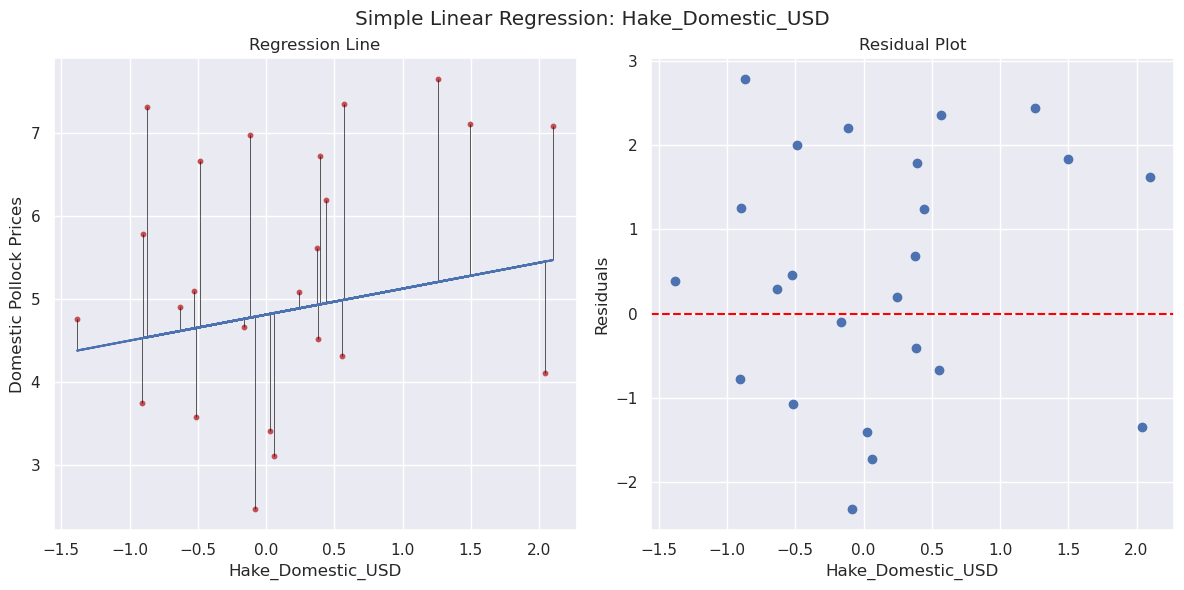 Simple Linear Regression: Hake_Domestic_USD
Regression Line
Domestic Pollock Prices
7
6
5
4
3
−1.5 −1.0 −0.5 0.0 0.5 1.0 1.5 2.0
Hake_Domestic_USD
Residual Plot
Residuals
3
2
1
0
−1
−2
−1.5 −1.0 −0.5 0.0 0.5 1.0 1.5 2.0
Hake_Domestic_USD